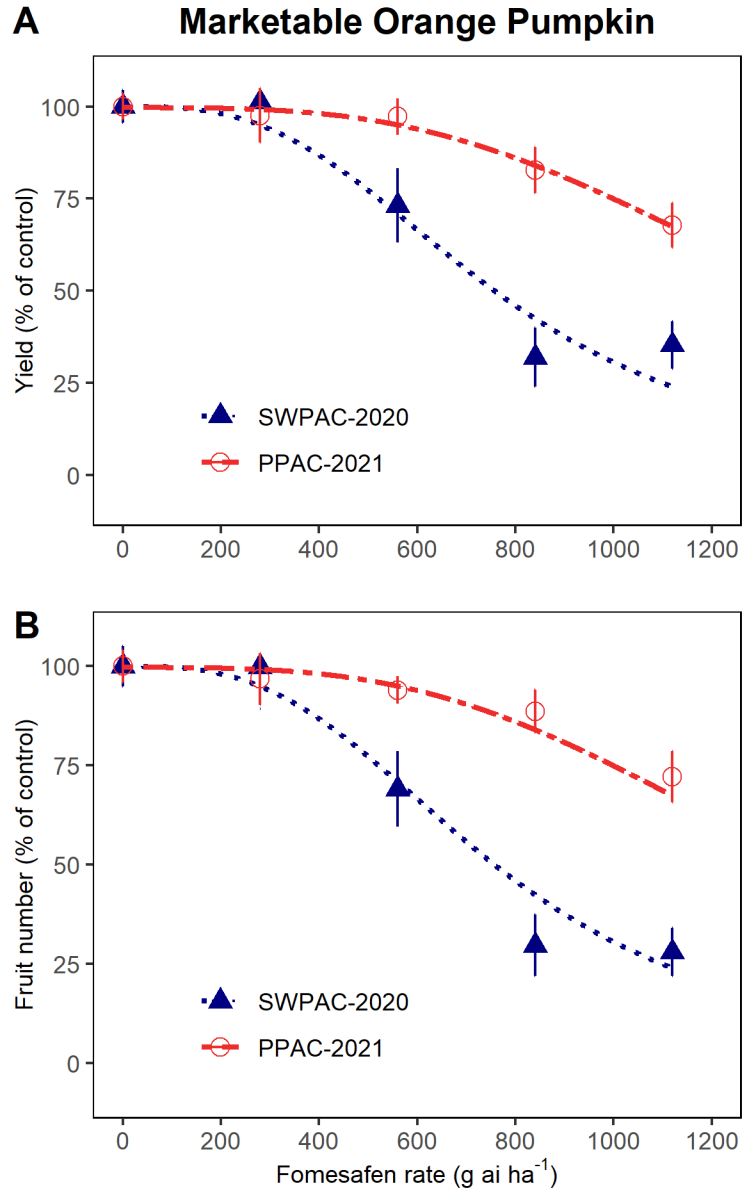 A Marketable Orange Pumpkin
Yield (% of control)
100
75
50
25
0
SWPAC-2020
PPAC-2021
0 200 400 600 800 1000 1200
B
Fruit number (% of control)
100
75
50
25
0
SWPAC-2020
PPAC-2021
0 200 400 600 800 1000 1200
Fomesafen rate (g ai ha⁻¹)